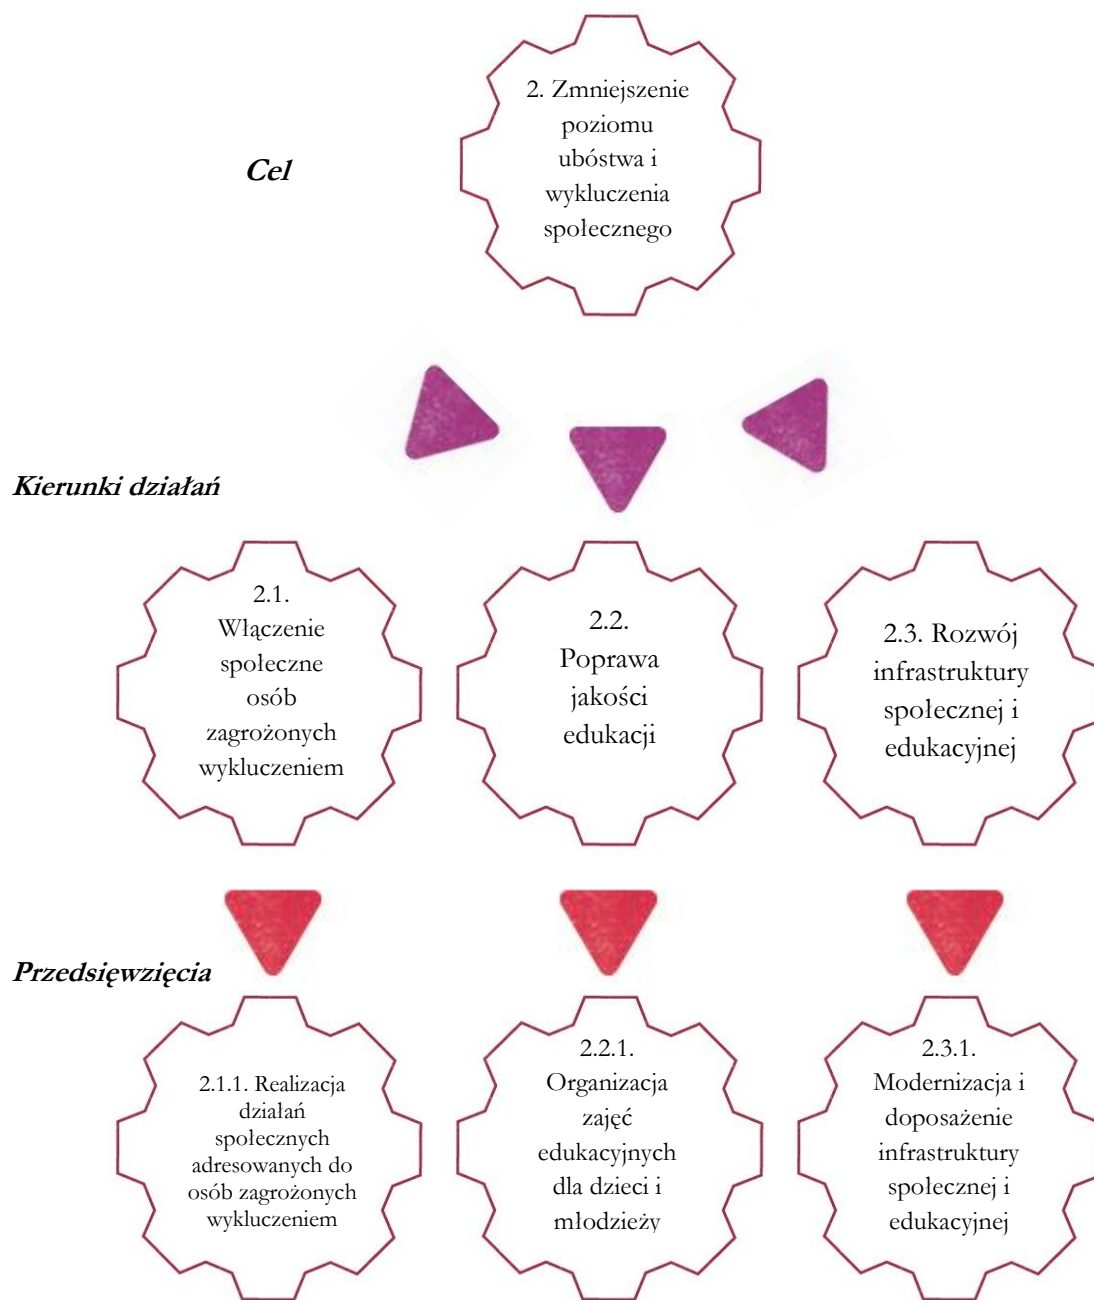 2. Zmniejszenie
poziomu
ubóstwa i
wykluczenia
społecznego
Cel
Kierunki działań
2.1.
Włączenie
społeczne
osób
zagrożonych
wykluczeniem
2.2.
Poprawa
jakości
edukacji
2.3. Rozwój
infrastruktury
społecznej i
edukacyjnej
Przedsięwzięcia
2.1.1. Realizacja
działań
społecznych
adresowanych do
osób zagrożonych
wykluczeniem
2.2.1.
Organizacja
zajęć
edukacyjnych
dla dzieci i
młodzieży
2.3.1.
Modernizacja i
doposażenie
infrastruktury
społecznej i
edukacyjnej